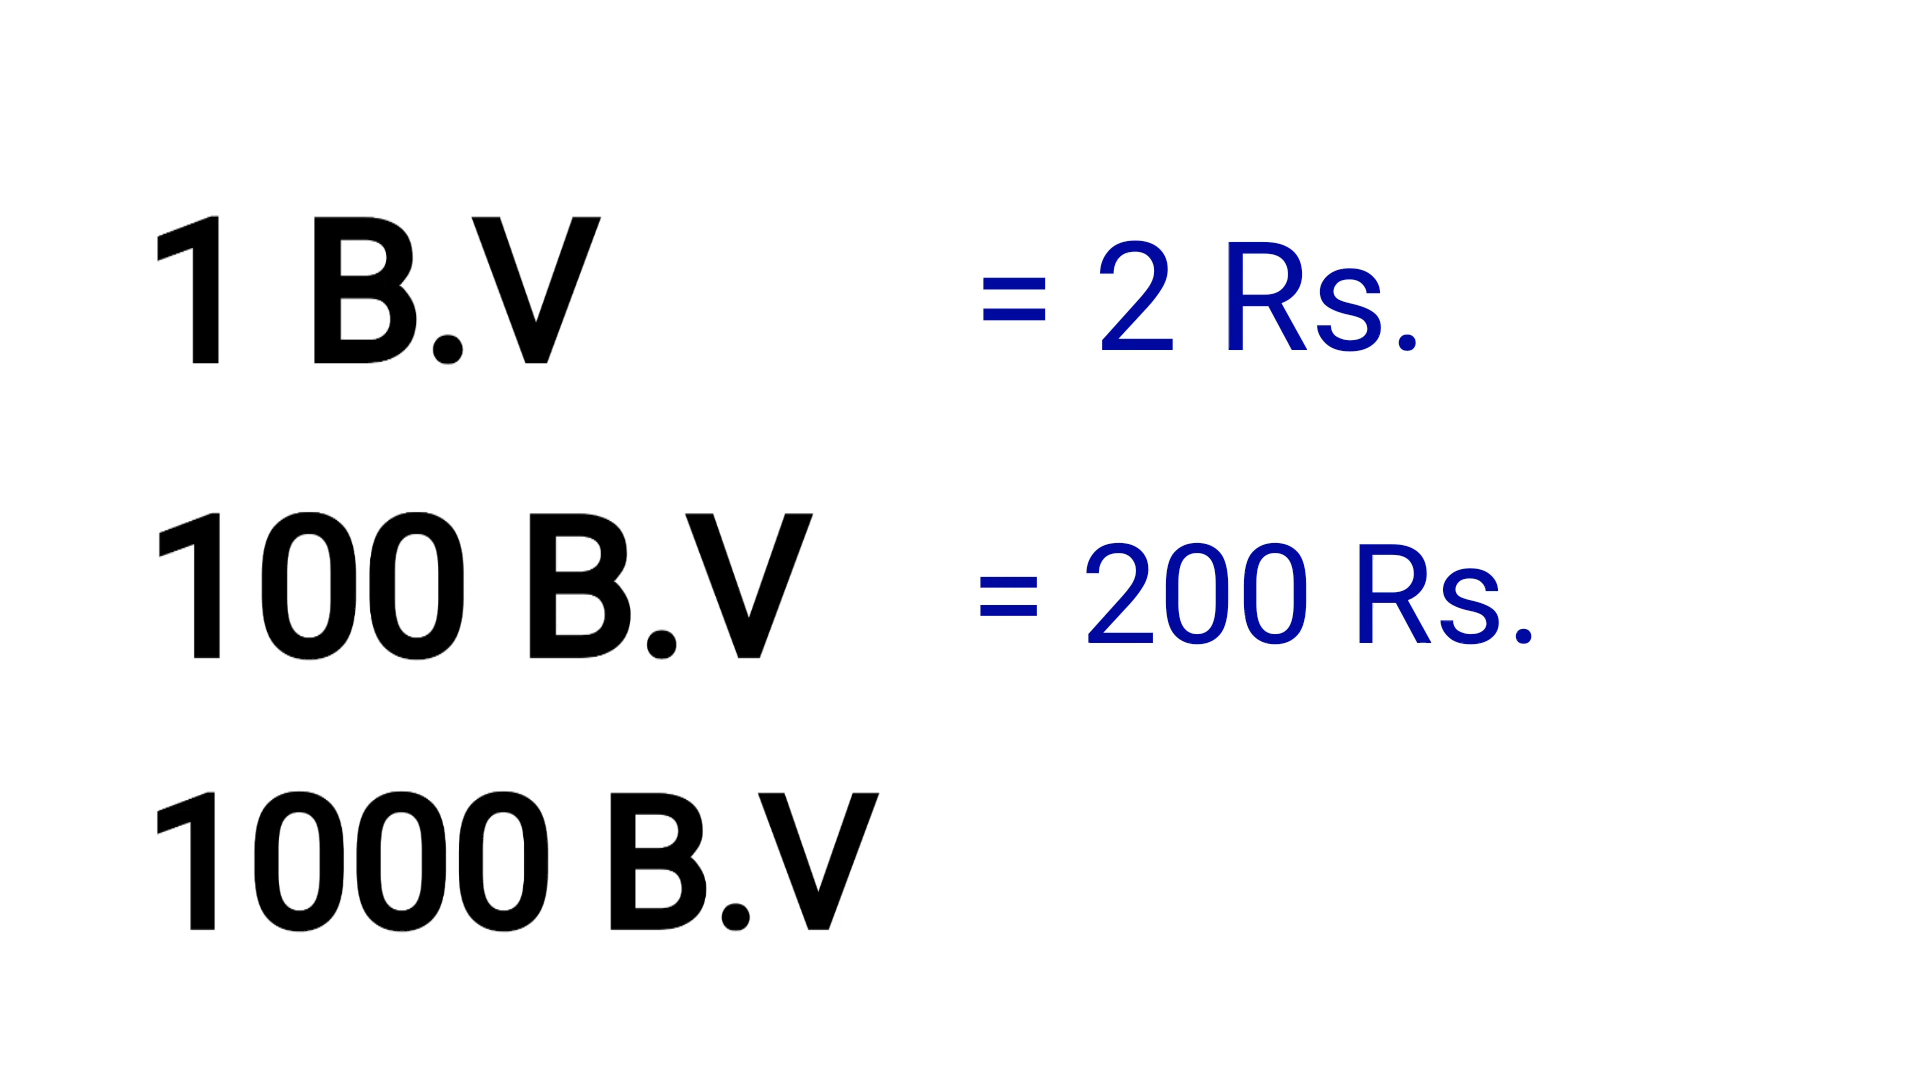 1 B.V = 2 Rs.
100 B.V = 200 Rs.
1000 B.V